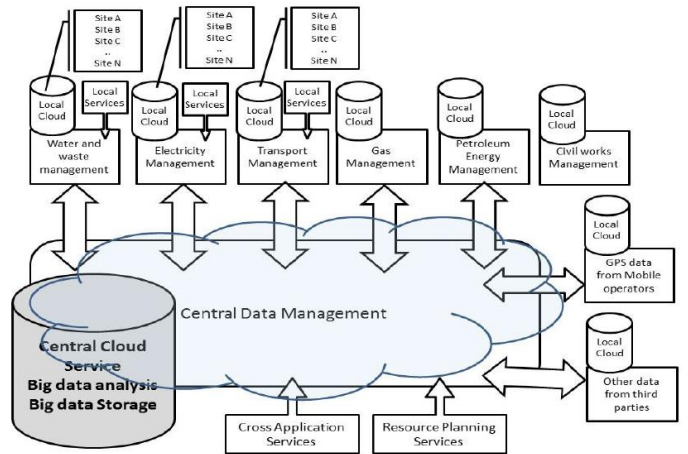 Site A
Site B
Site C
..
Site N
Site A
Site B
Site C
..
Site N
Site A
Site B
Site C
..
Site N
Local
Cloud
Local
Services
Water and
waste
management
Local
Cloud
Local
Services
Electricity
Management
Local
Cloud
Local
Services
Transport
Management
Local
Cloud
Gas
Management
Local
Cloud
Petroleum
Energy
Management
Local
Cloud
Civil works
Management
Local
Cloud
GPS data
from Mobile
operators
Central Data Management
Central Cloud
Service
Big data analysis
Big data Storage
Local
Cloud
Other data
from third
parties
Cross Application
Services
Resource Planning
Services